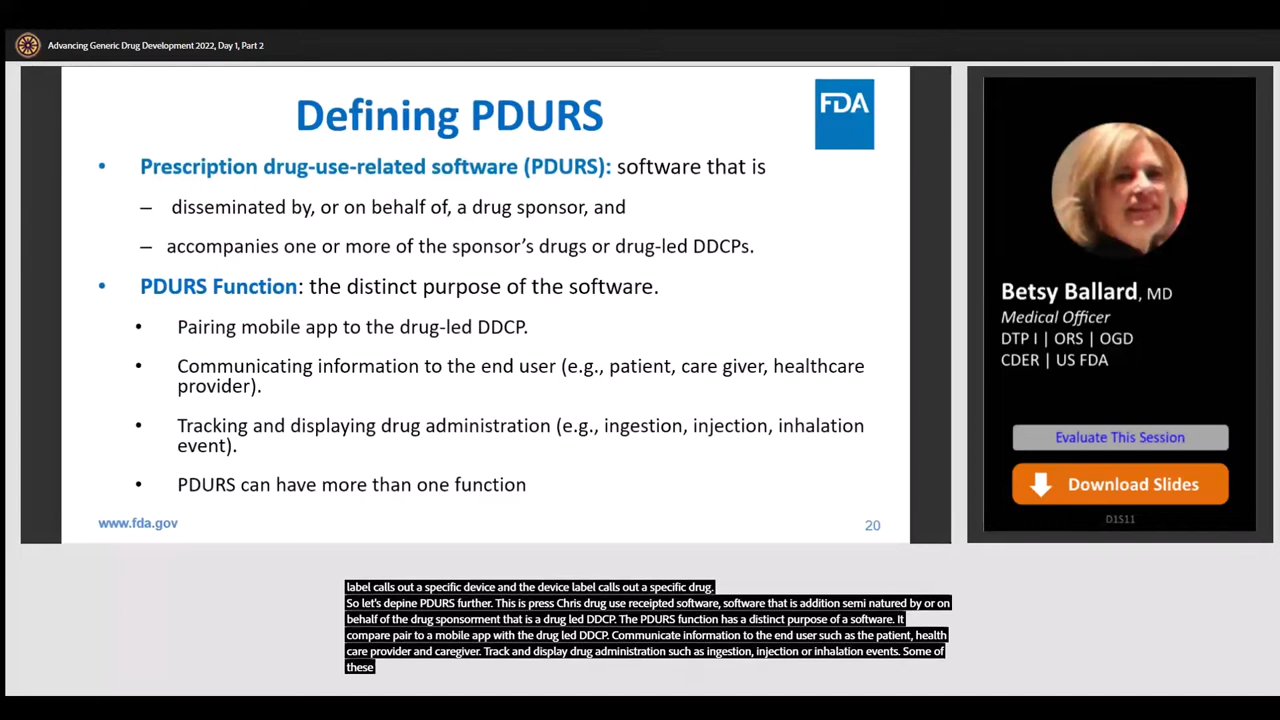 Advancing Generic Drug Development 2022, Day 1, Part 2
Defining PDURS
FDA
• Prescription drug-use-related software (PDURS): software that is
– disseminated by, or on behalf of, a drug sponsor, and
– accompanies one or more of the sponsor's drugs or drug-led DDCPs.
• PDURS Function: the distinct purpose of the software.
• Pairing mobile app to the drug-led DDCP.
• Communicating information to the end user (e.g., patient, care giver, healthcare
provider).
• Tracking and displaying drug administration (e.g., ingestion, injection, inhalation
event).
• PDURS can have more than one function
www.fda.gov
20
Betsy Ballard, MD
Medical Officer
DTP I | ORS | OGD
CDER | US FDA
Evaluate This Session
Download Slides
D1S11
label calls out a specific device and the device label calls out a specific drug.
So let's depine PDURS further. This is press Chris drug use receipted software, software that is addition semi natured by or on
behalf of the drug sponsorment that is a drug led DDCP. The PDURS function has a distinct purpose of a software. It
compare pair to a mobile app with the drug led DDCP. Communicate information to the end user such as the patient, health
care provider and caregiver. Track and display drug administration such as ingestion, injection or inhalation events. Some of
these